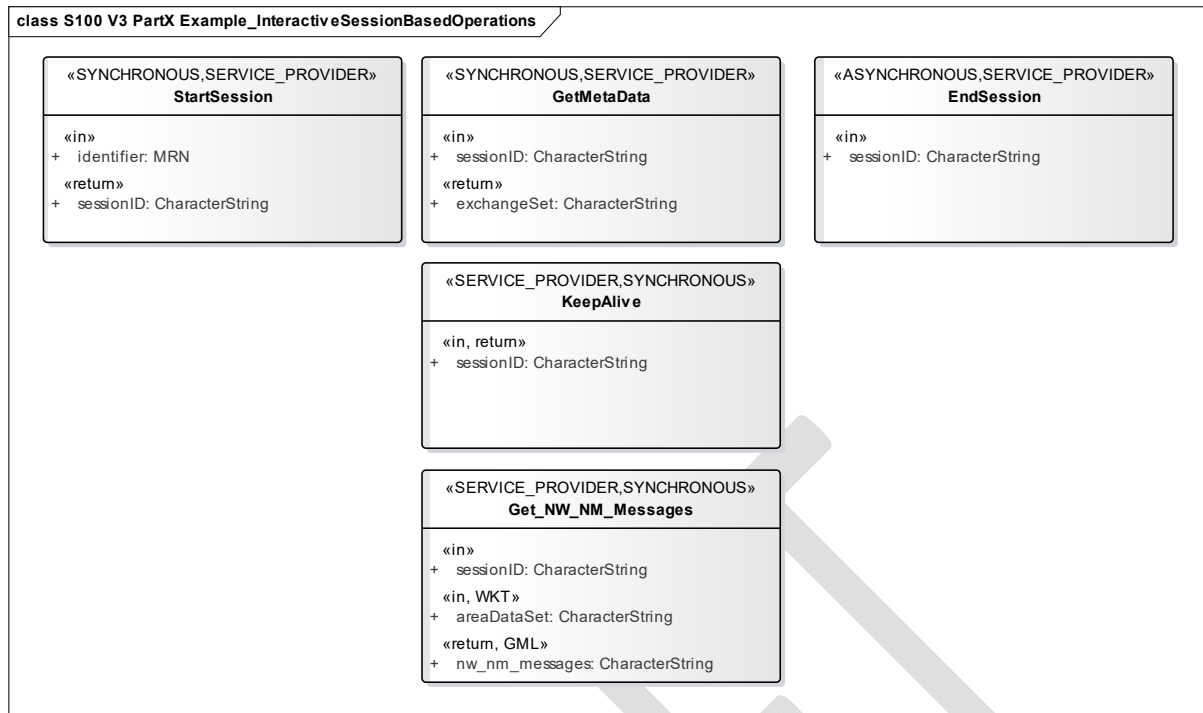 class S100 V3 PartX Example_InteractiveSessionBasedOperations
«SYNCHRONOUS,SERVICE_PROVIDER»
StartSession
«in»
+ identifier: MRN
«return»
+ sessionID: CharacterString
«SYNCHRONOUS,SERVICE_PROVIDER»
GetMetaData
«in»
+ sessionID: CharacterString
«return»
+ exchangeSet: CharacterString
«ASYNCHRONOUS,SERVICE_PROVIDER»
EndSession
«in»
+ sessionID: CharacterString
«SERVICE_PROVIDER,SYNCHRONOUS»
KeepAlive
«in, return»
+ sessionID: CharacterString
«SERVICE_PROVIDER,SYNCHRONOUS»
Get_NW_NM_Messages
«in»
+ sessionID: CharacterString
«in, WKT»
+ areaDataSet: CharacterString
«return, GML»
+ nw_nm_messages: CharacterString